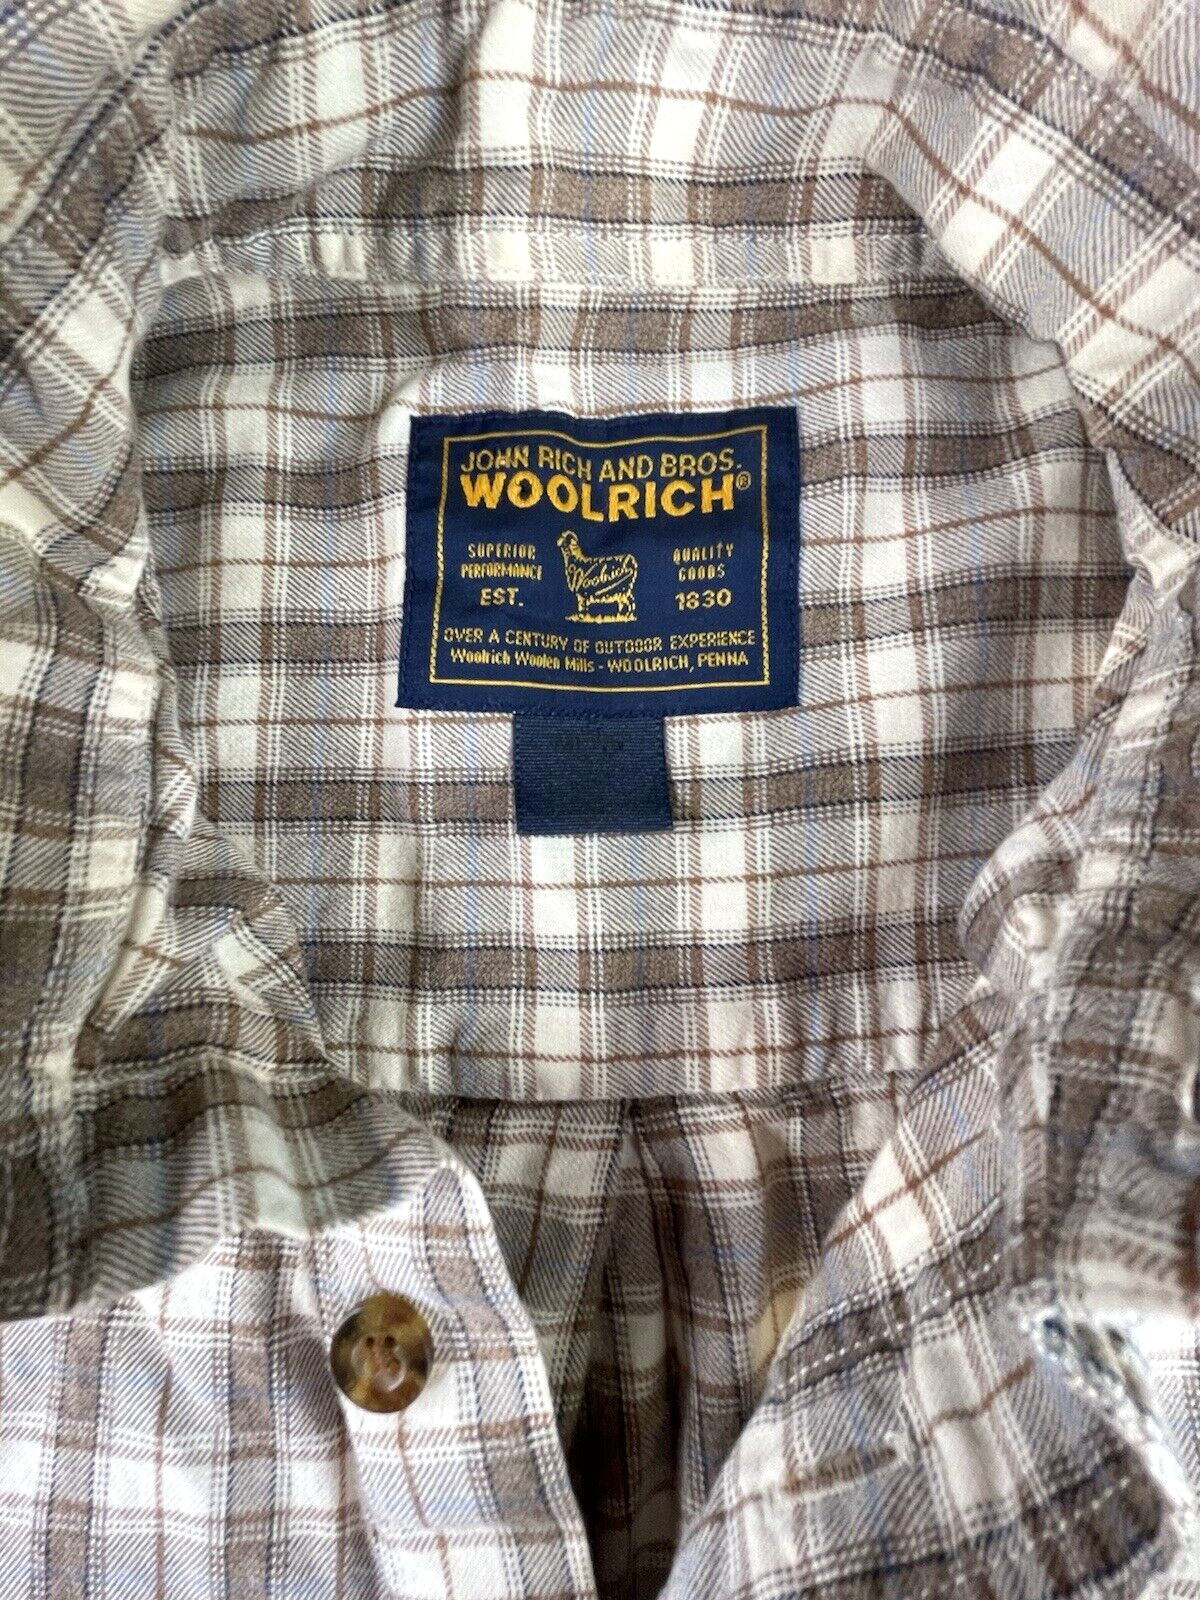 JOHN RICH AND BROS.
WOOLRICH®
SUPERIOR
PERFORMANCE
EST.
Woolrich
QUALITY
GOODS
1830
OVER A CENTURY OF OUTDOOR EXPERIENCE
Woolrich Woolen Mills - WOOLRICH, PENNA